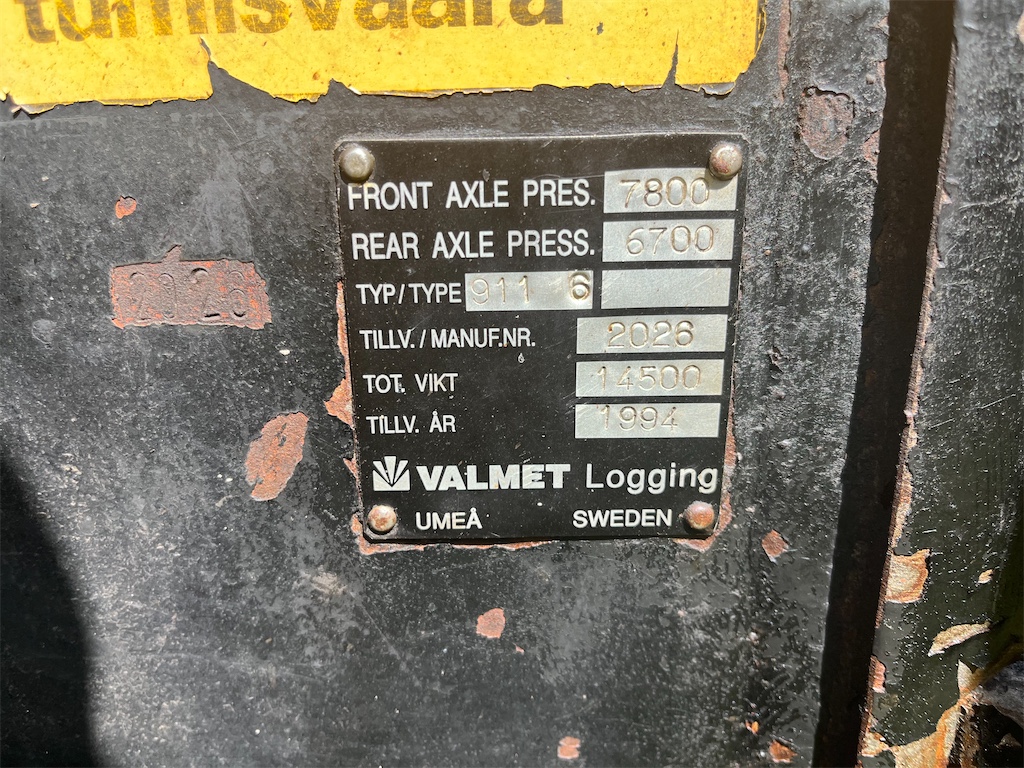 turmisvaara
FRONT AXLE PRES. 7800
REAR AXLE PRESS. 6700
TYP/TYPE 911 6
2026
TILLV./MANUF.NR. 2026
TOT. VIKT 14500
TILLV. ÅR 1994
VALMET Logging
UMEÅ SWEDEN